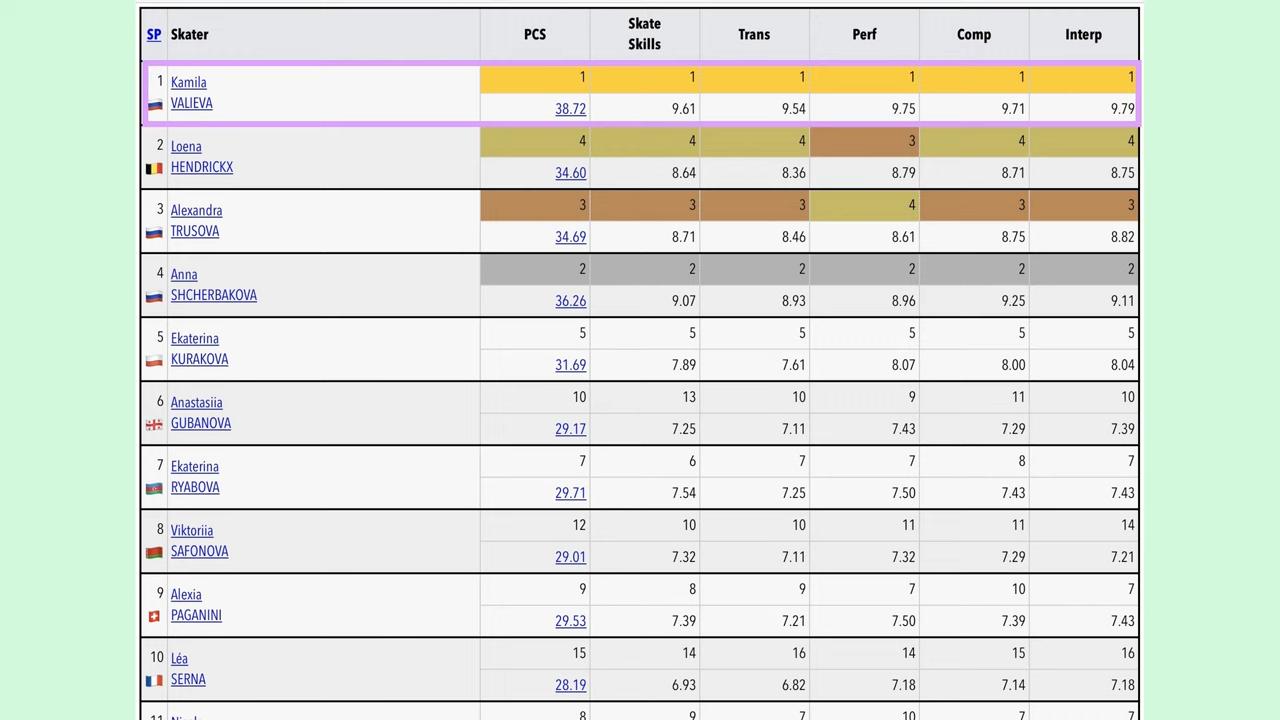 SP Skater PCS Skate Skills Trans Perf Comp Interp
1 Kamila 1 1 1 1 1 1
VALIEVA 38.72 9.61 9.54 9.75 9.71 9.79
2 Loena 4 4 4 3 4 4
HENDRICKX 34.60 8.64 8.36 8.79 8.71 8.75
3 Alexandra 3 3 3 4 3 3
TRUSOVA 34.69 8.71 8.46 8.61 8.75 8.82
4 Anna 2 2 2 2 2 2
SHCHERBAKOVA 36.26 9.07 8.93 8.96 9.25 9.11
5 Ekaterina 5 5 5 5 5 5
KURAKOVA 31.69 7.89 7.61 8.07 8.00 8.04
6 Anastasiia 10 13 10 9 11 10
GUBANOVA 29.17 7.25 7.11 7.43 7.29 7.39
7 Ekaterina 7 6 7 7 8 7
RYABOVA 29.71 7.54 7.25 7.50 7.43 7.43
8 Viktoriia 12 10 10 11 11 14
SAFONOVA 29.01 7.32 7.11 7.32 7.29 7.21
9 Alexia 9 8 9 7 10 7
PAGANINI 29.53 7.39 7.21 7.50 7.39 7.43
10 Léa 15 14 16 14 15 16
SERNA 28.19 6.93 6.82 7.18 7.14 7.18
11 8 9 7 10 7 7